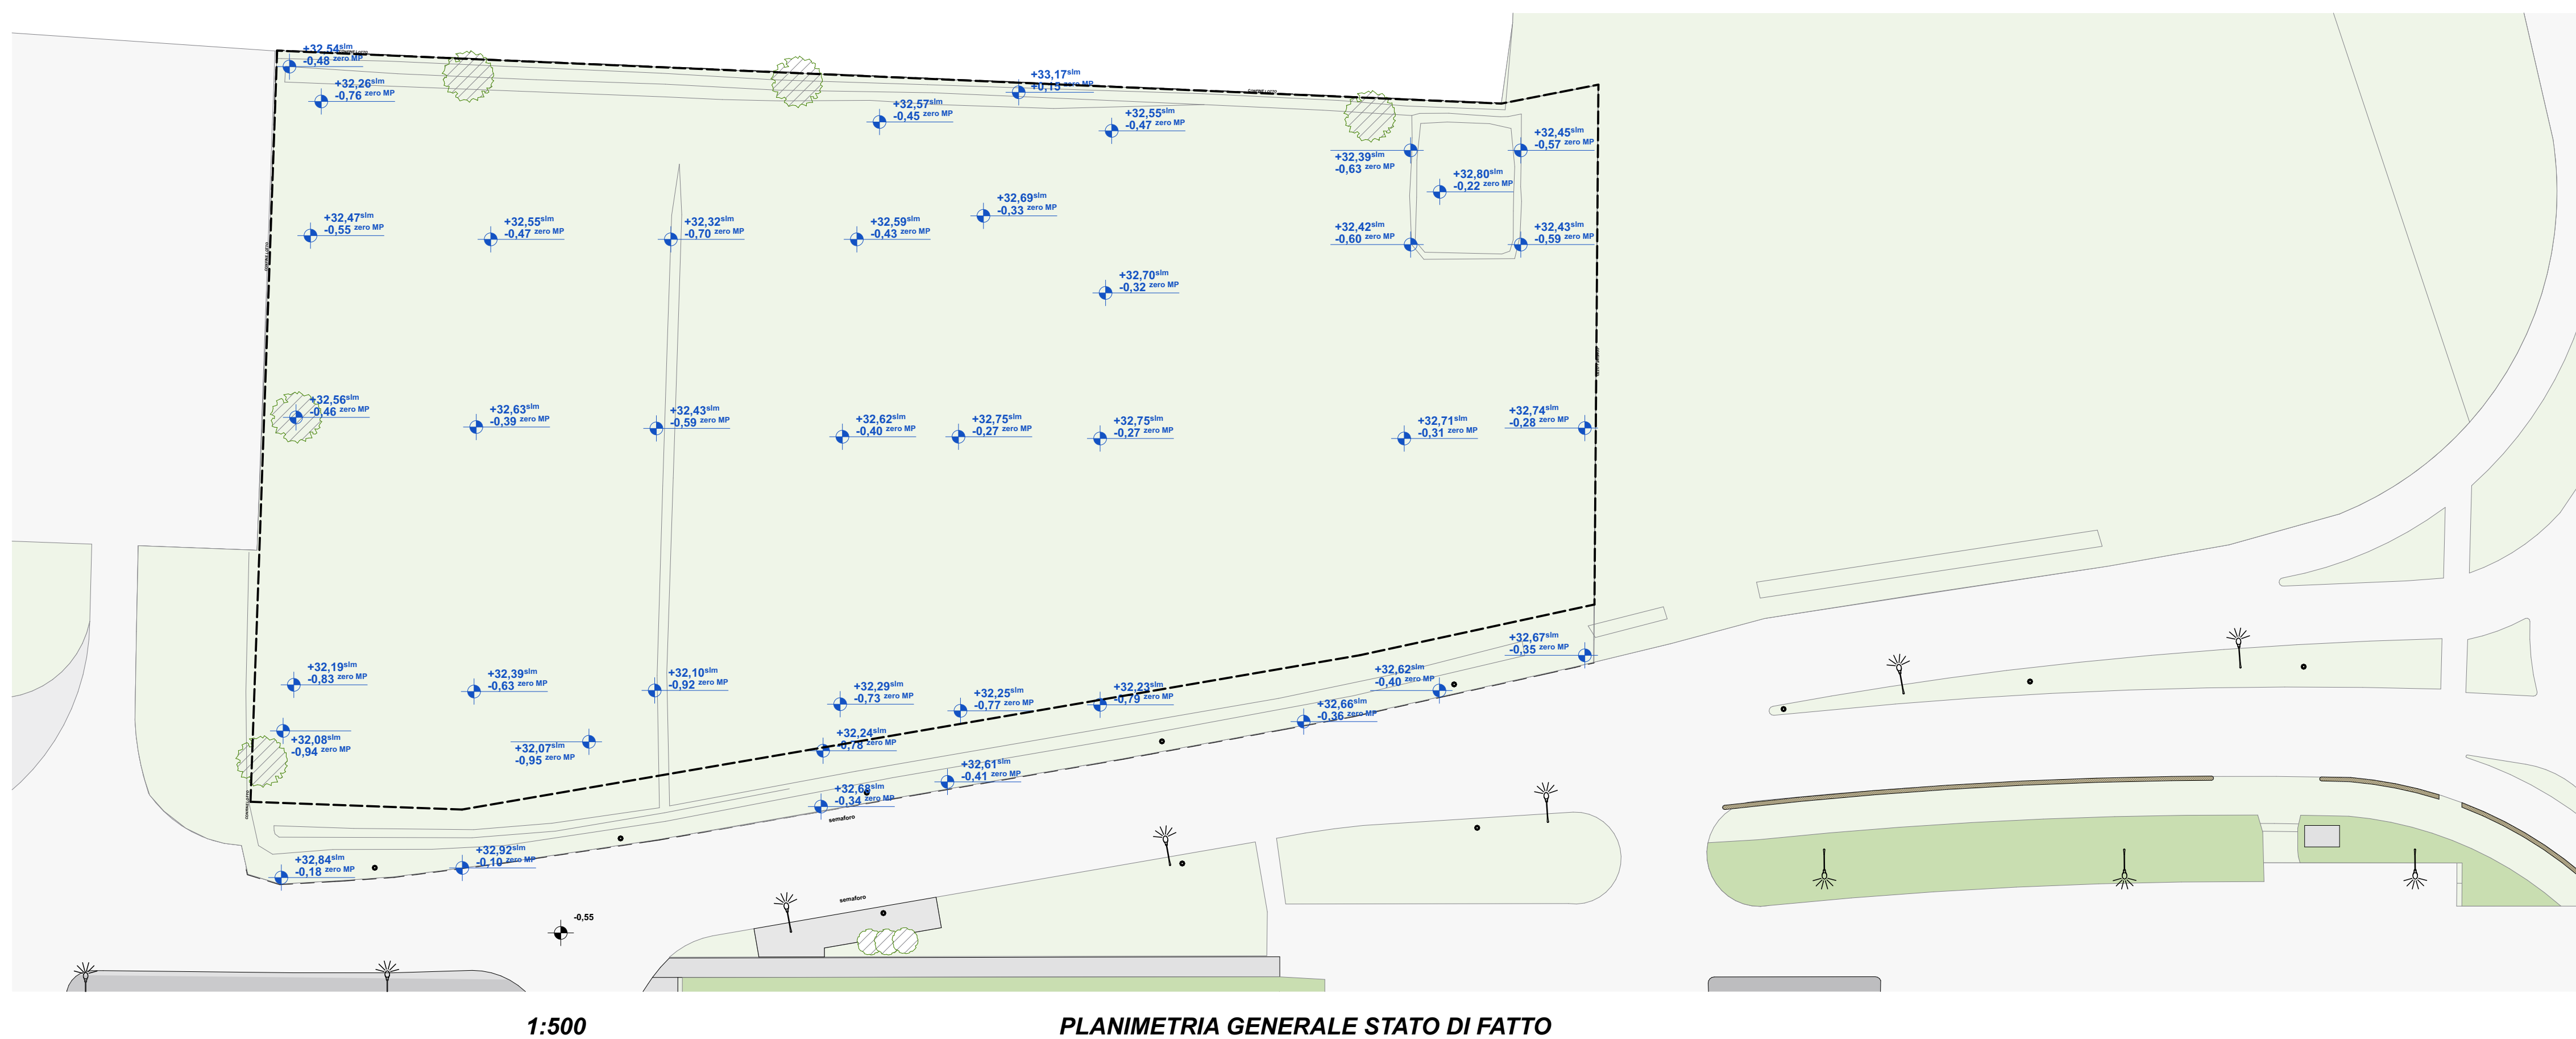 +32,54slm
-0,48 zero MP
+32,26slm
-0,76 zero MP
+33,17slm
+0,15 zero MP
+32,57slm
-0,45 zero MP
+32,55slm
-0,47 zero MP
+32,45slm
-0,57 zero MP
+32,39slm
-0,63 zero MP
+32,80slm
-0,22 zero MP
+32,69slm
-0,33 zero MP
+32,47slm
-0,55 zero MP
+32,55slm
-0,47 zero MP
+32,32slm
-0,70 zero MP
+32,59slm
-0,43 zero MP
+32,42slm
-0,60 zero MP
+32,43slm
-0,59 zero MP
+32,70slm
-0,32 zero MP
+32,56slm
-0,46 zero MP
+32,63slm
-0,39 zero MP
+32,43slm
-0,59 zero MP
+32,62slm
-0,40 zero MP
+32,75slm
-0,27 zero MP
+32,75slm
-0,27 zero MP
+32,71slm
-0,31 zero MP
+32,74slm
-0,28 zero MP
+32,67slm
-0,35 zero MP
+32,19slm
-0,83 zero MP
+32,39slm
-0,63 zero MP
+32,10slm
-0,92 zero MP
+32,29slm
-0,73 zero MP
+32,25slm
-0,77 zero MP
+32,23slm
-0,79 zero MP
+32,62slm
-0,40 zero MP
+32,66slm
-0,36 zero MP
+32,08slm
-0,94 zero MP
+32,07slm
-0,95 zero MP
+32,24slm
-0,78 zero MP
+32,61slm
-0,41 zero MP
+32,68slm
-0,34 zero MP
semaforo
+32,84slm
-0,18 zero MP
+32,92slm
-0,10 zero MP
semaforo
-0,55
1:500
PLANIMETRIA GENERALE STATO DI FATTO